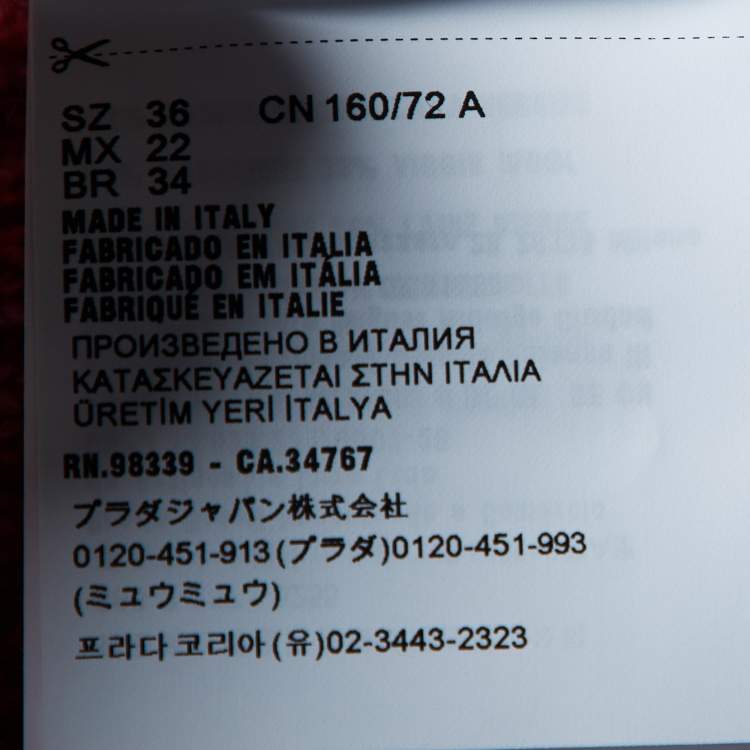 SZ 36 CN 160/72 A
MX 22
BR 34
MADE IN ITALY
FABRICADO EN ITALIA
FABRICADO EM ITÁLIA
FABRIQUÉ EN ITALIE
ПРОИЗВЕДЕНО В ИТАЛИЯ
ΚΑΤΑΣΚΕΥΑΖΕΤΑΙ ΣΤΗΝ ΙΤΑΛΙΑ
ÜRETİM YERİ İTALYA
RN.98339 - CA.34767
プラダジャパン株式会社
0120-451-913(プラダ)0120-451-993
(ミュウミュウ)
프라다코리아(유)02-3443-2323